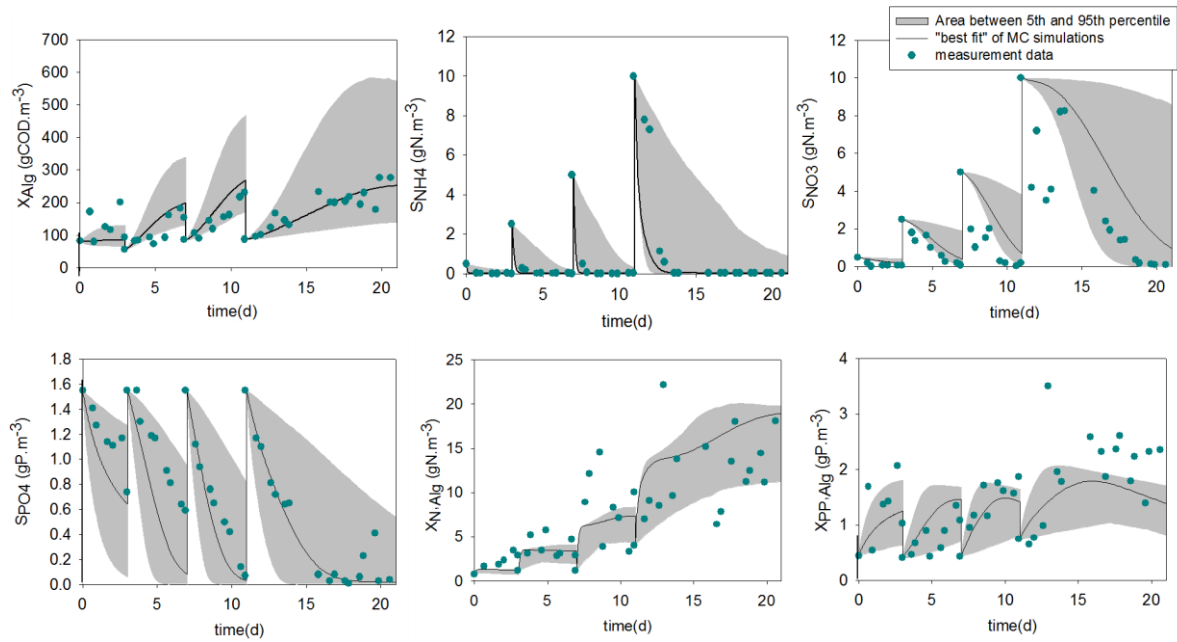 Area between 5th and 95th percentile
"best fit" of MC simulations
measurement data
700
600
500
400
300
200
100
0
XAlg (gCOD.m-3)
0 5 10 15 20
time(d)
12
10
8
6
4
2
0
SNH4 (gN.m-3)
0 5 10 15 20
time(d)
12
10
8
6
4
2
0
SNO3 (gN.m-3)
0 5 10 15 20
time(d)
1.8
1.6
1.4
1.2
1.0
0.8
0.6
0.4
0.2
0.0
SPO4 (gP.m-3)
0 5 10 15 20
time(d)
25
20
15
10
5
0
XN,Alg (gN.m-3)
0 5 10 15 20
time(d)
4
3
2
1
0
XPP,Alg (gP.m-3)
0 5 10 15 20
time(d)